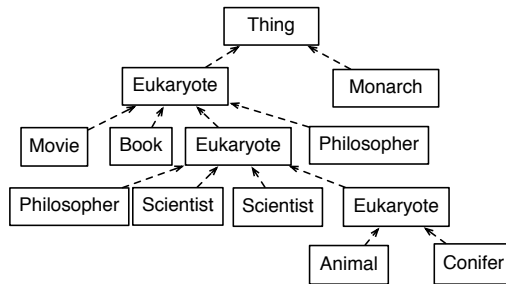 Thing
Eukaryote
Monarch
Movie
Book
Eukaryote
Philosopher
Philosopher
Scientist
Scientist
Eukaryote
Animal
Conifer